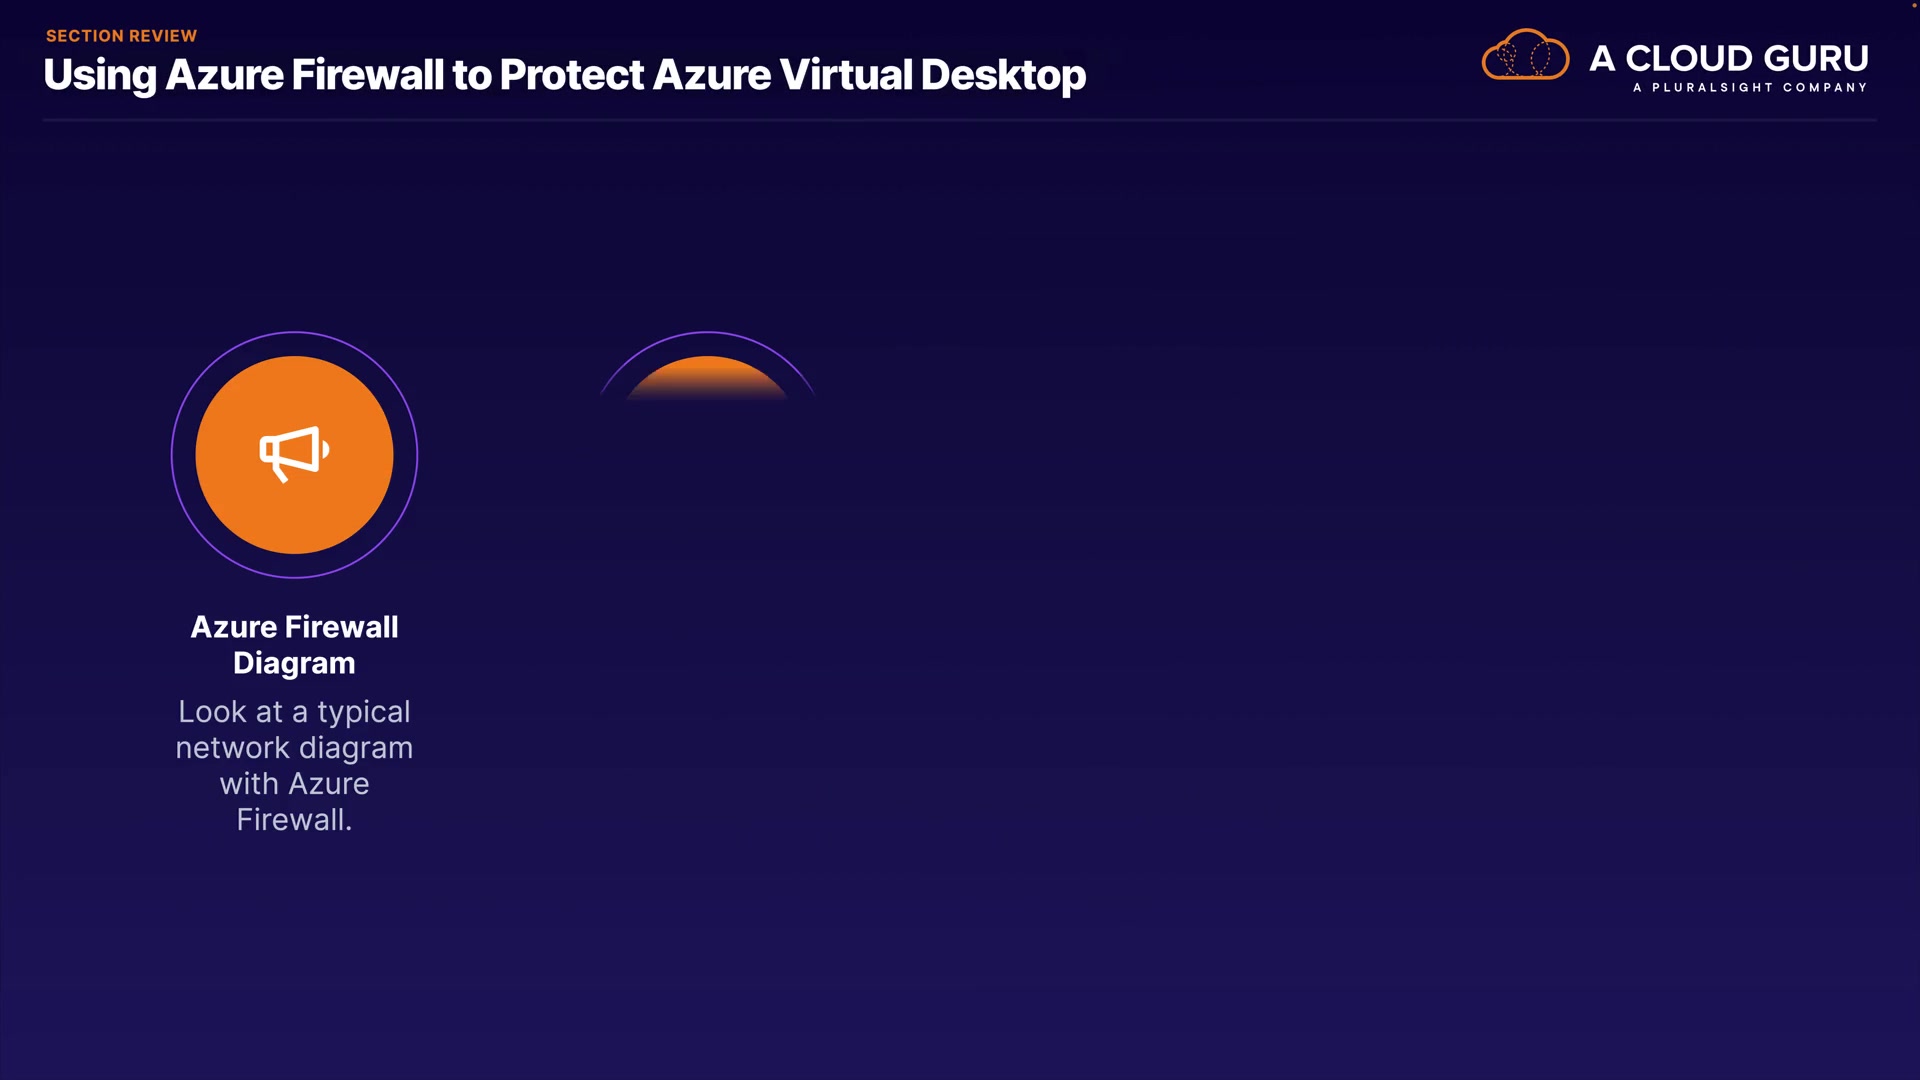 SECTION REVIEW
Using Azure Firewall to Protect Azure Virtual Desktop
A CLOUD GURU
A PLURALSIGHT COMPANY
Azure Firewall
Diagram
Look at a typical
network diagram
with Azure
Firewall.